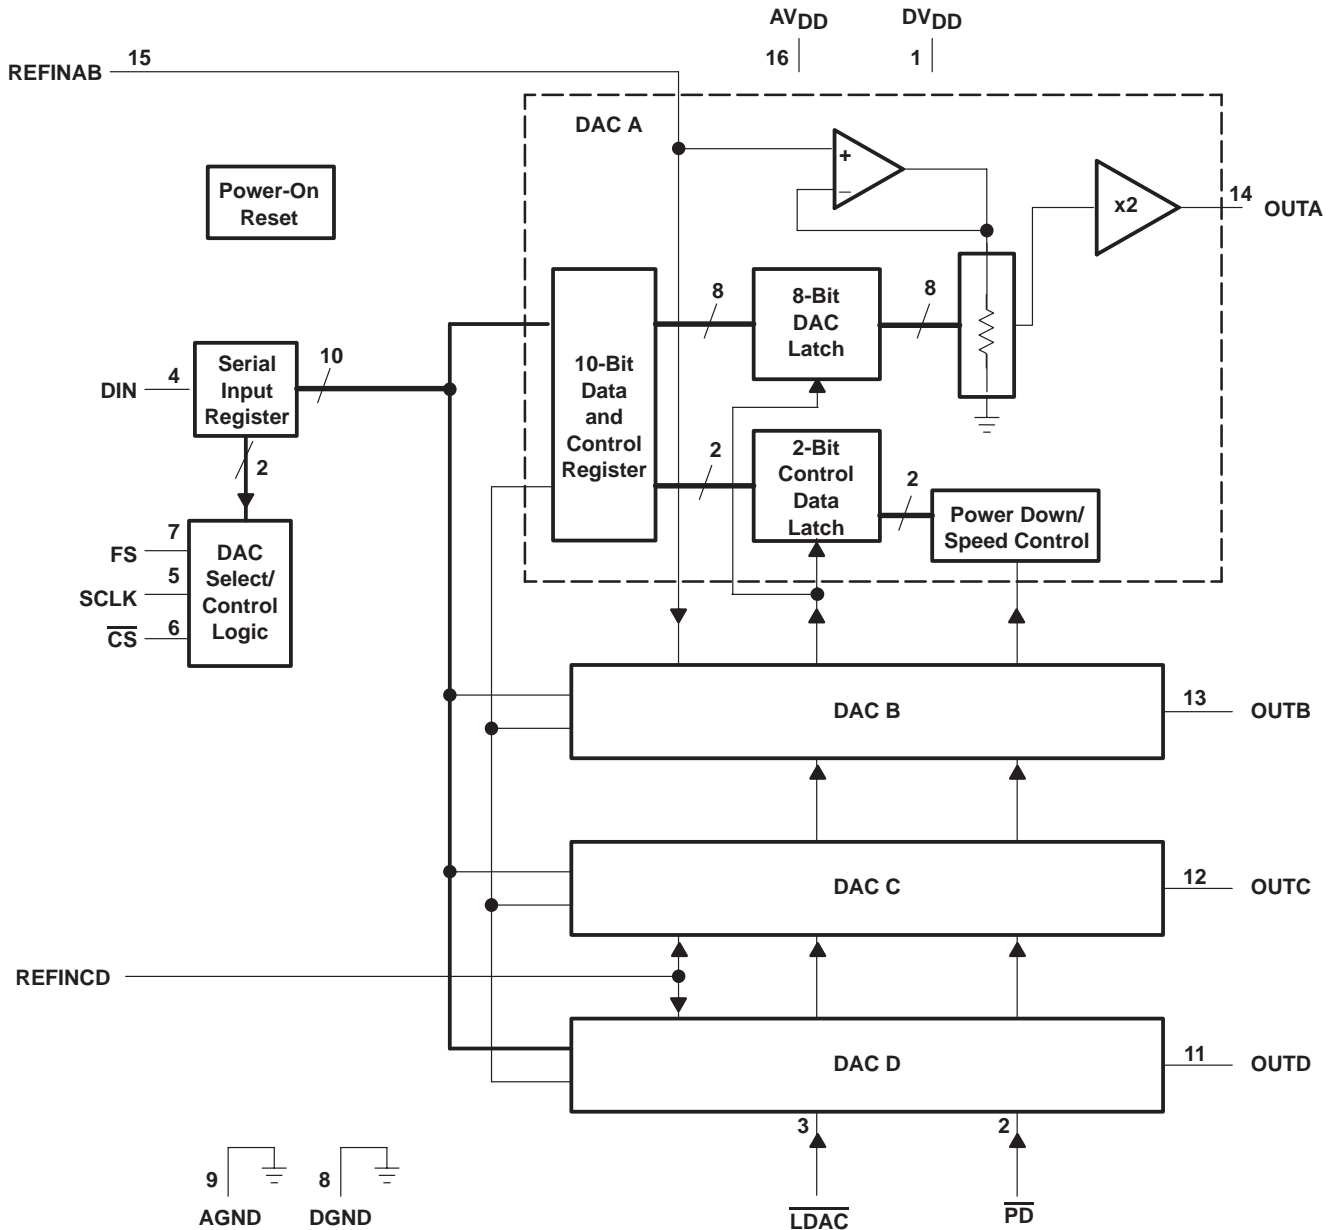 AVDD
DVDD
16
1
REFINAB
15
DAC A
+
−
x2
14
OUTA
Power-On
Reset
8
8-Bit
DAC
Latch
8
Serial
Input
Register
DIN
4
10
10-Bit
Data
and
Control
Register
2
2
2-Bit
Control
Data
Latch
2
Power Down/
Speed Control
DAC
Select/
Control
Logic
FS
7
SCLK
5
CS
6
DAC B
13
OUTB
DAC C
12
OUTC
REFINCD
DAC D
11
OUTD
3
2
9
8
AGND
DGND
LDAC
PD